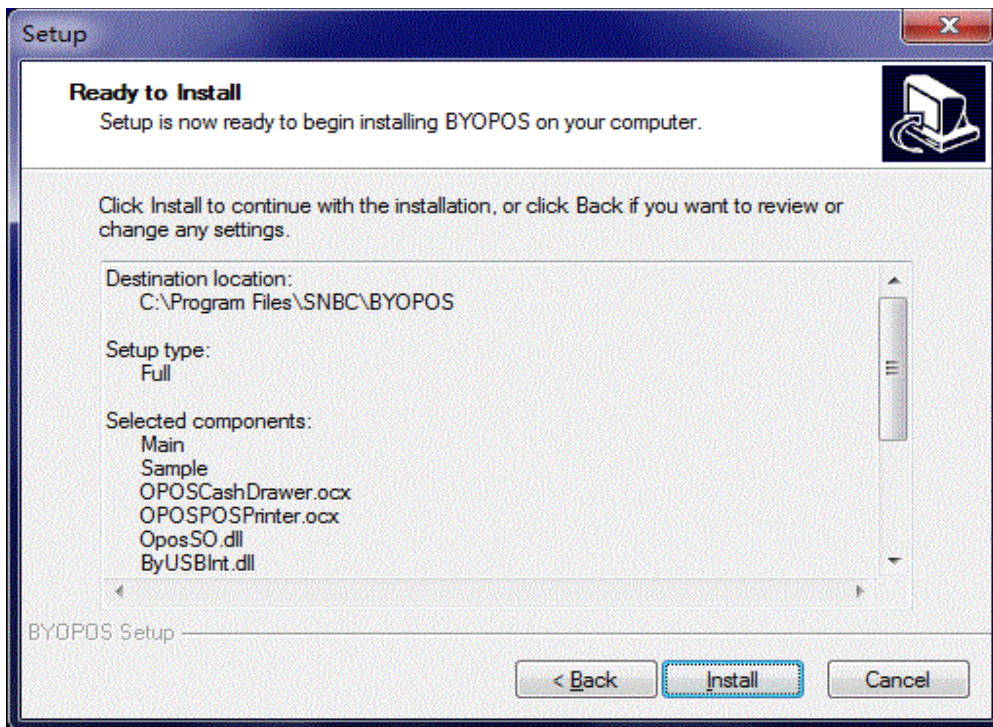 Setup
Ready to Install
Setup is now ready to begin installing BYOPOS on your computer.
Click Install to continue with the installation, or click Back if you want to review or
change any settings.
Destination location:
C:\Program Files\SNBC\BYOPOS
Setup type:
Full
Selected components:
Main
Sample
OPOSCashDrawer.ocx
OPOSPOSPrinter.ocx
OposSO.dll
ByUSBInt.dll
BYOPOS Setup
< Back Install Cancel